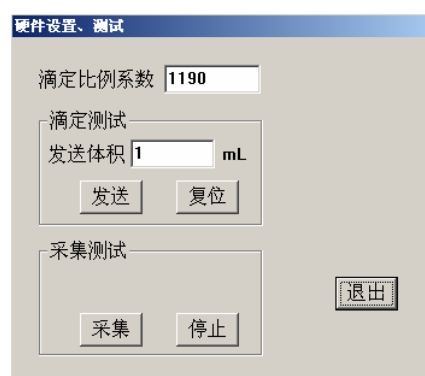 硬件设置、测试
滴定比例系数 1190
滴定测试
发送体积 1 mL
发送 复位
采集测试
退出
采集 停止